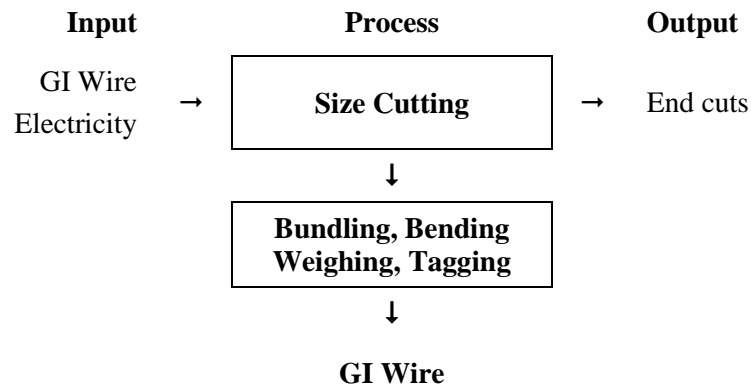 Input Process Output
GI Wire
Electricity
→ Size Cutting → End cuts
↓
Bundling, Bending
Weighing, Tagging
↓
GI Wire